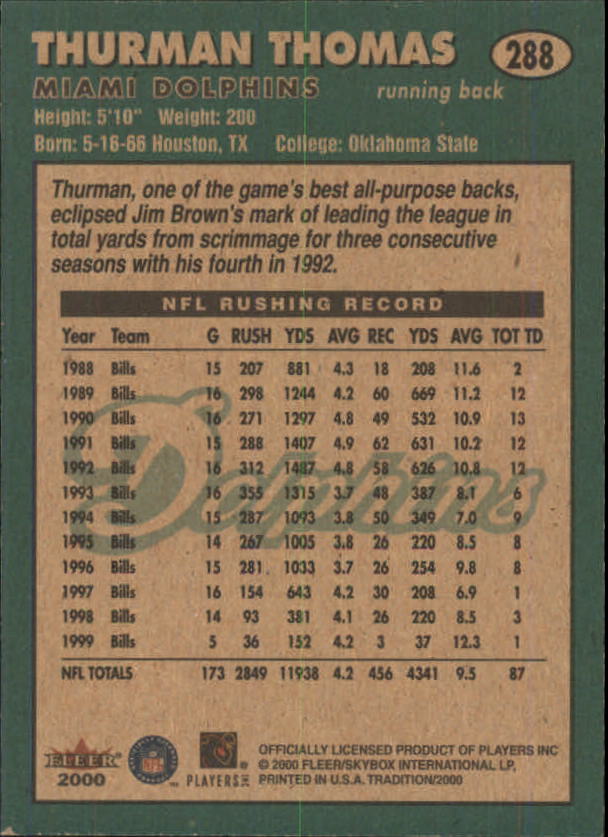 THURMAN THOMAS 288
MIAMI DOLPHINS running back
Height: 5'10" Weight: 200
Born: 5-16-66 Houston, TX College: Oklahoma State
Thurman, one of the game's best all-purpose backs,
eclipsed Jim Brown's mark of leading the league in
total yards from scrimmage for three consecutive
seasons with his fourth in 1992.
NFL RUSHING RECORD
Year Team G RUSH YDS AVG REC YDS AVG TOT TD
1988 Bills 15 207 881 4.3 18 208 11.6 2
1989 Bills 16 298 1244 4.2 60 669 11.2 12
1990 Bills 16 271 1297 4.8 49 532 10.9 13
1991 Bills 15 288 1407 4.9 62 631 10.2 12
1992 Bills 16 312 1487 4.8 58 626 10.8 12
1993 Bills 16 355 1315 3.7 48 387 8.1 6
1994 Bills 15 287 1093 3.8 50 349 7.0 9
1995 Bills 14 267 1005 3.8 26 220 8.5 8
1996 Bills 15 281 1033 3.7 26 254 9.8 8
1997 Bills 16 154 643 4.2 30 208 6.9 1
1998 Bills 14 93 381 4.1 26 220 8.5 3
1999 Bills 5 36 152 4.2 3 37 12.3 1
NFL TOTALS 173 2849 11938 4.2 456 4341 9.5 87
Dolphins
FLEER
2000
NFL
PLAYERS INC
OFFICIALLY LICENSED PRODUCT OF PLAYERS INC
© 2000 FLEER/SKYBOX INTERNATIONAL LP,
PRINTED IN U.S.A. TRADITION/2000